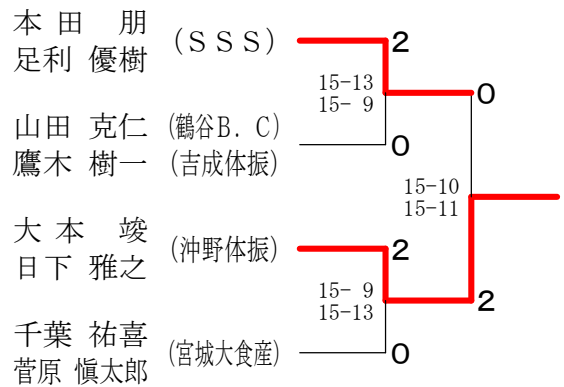 本 田　 朋 (ＳＳＳ) 2
足利 優樹
15-13
15- 9
0
山田 克仁 (鶴谷Ｂ．Ｃ) 0
鷹木 樹一 (吉成体振)
15-10
15-11
大 本　 竣 (沖野体振) 2
日下 雅之
15- 9
15-13
2
千葉 祐喜 (宮城大食産) 0
菅原 愼太郎